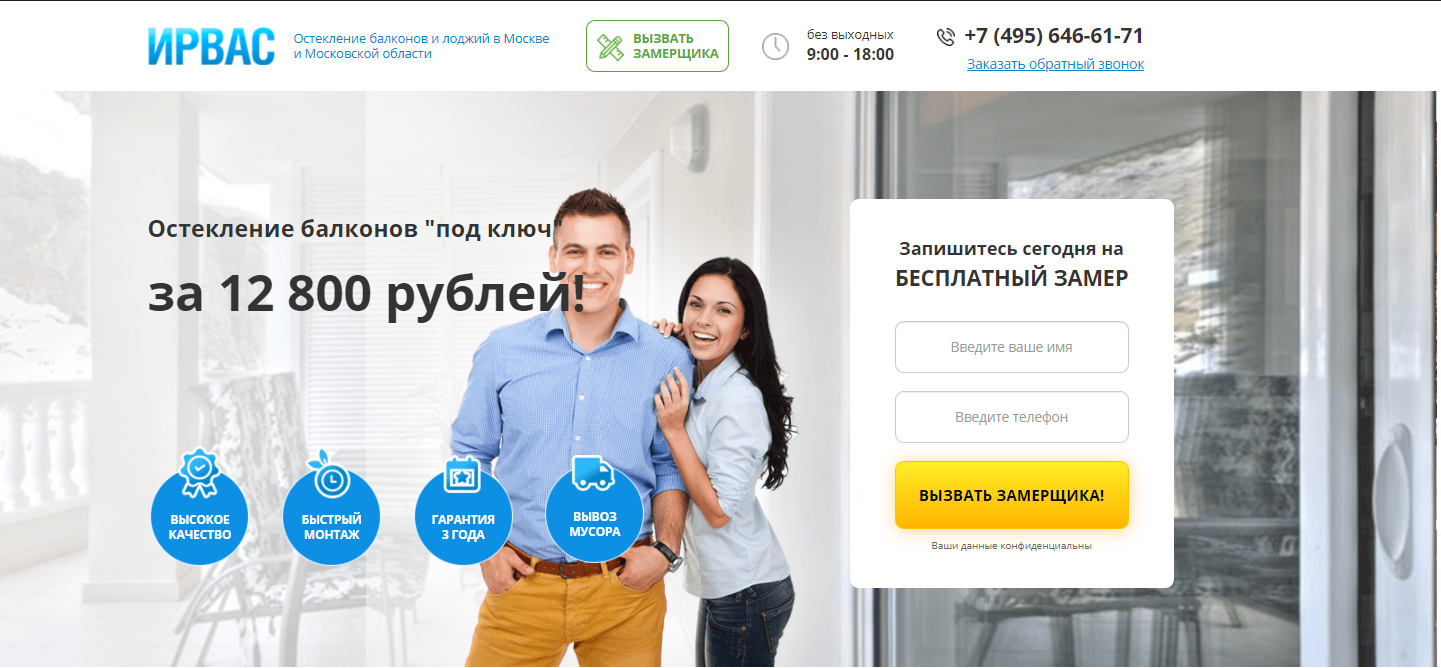 ИРВАС
Остекление балконов и лоджий в Москве
и Московской области
ВЫЗВАТЬ
ЗАМЕРЩИКА
без выходных
9:00 - 18:00
+7 (495) 646-61-71
Заказать обратный звонок
Остекление балконов "под ключ"
за 12 800 рублей!
ВЫСОКОЕ
КАЧЕСТВО
БЫСТРЫЙ
МОНТАЖ
ГАРАНТИЯ
3 ГОДА
ВЫВОЗ
МУСОРА
Запишитесь сегодня на
БЕСПЛАТНЫЙ ЗАМЕР
Введите ваше имя
Введите телефон
ВЫЗВАТЬ ЗАМЕРЩИКА!
Ваши данные конфиденциальны